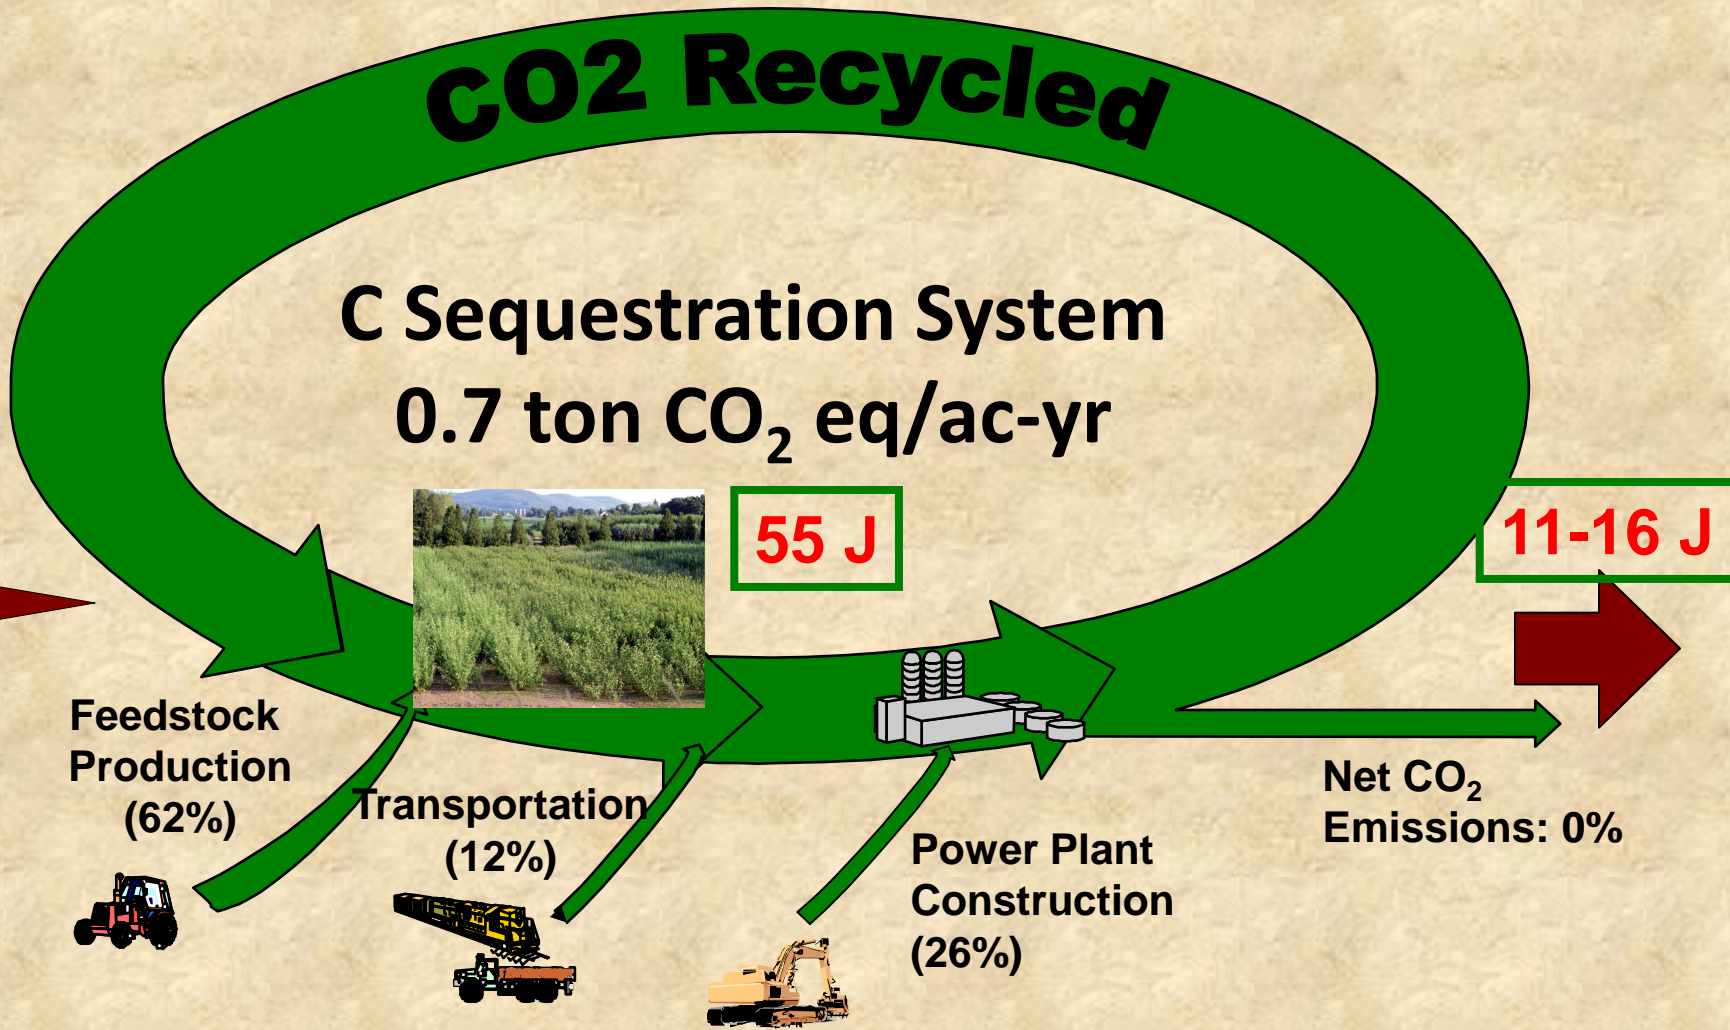 CO2 Recycled
C Sequestration System
0.7 ton CO₂ eq/ac-yr
55 J
11-16 J
Feedstock
Production
(62%)
Transportation
(12%)
Power Plant
Construction
(26%)
Net CO₂
Emissions: 0%